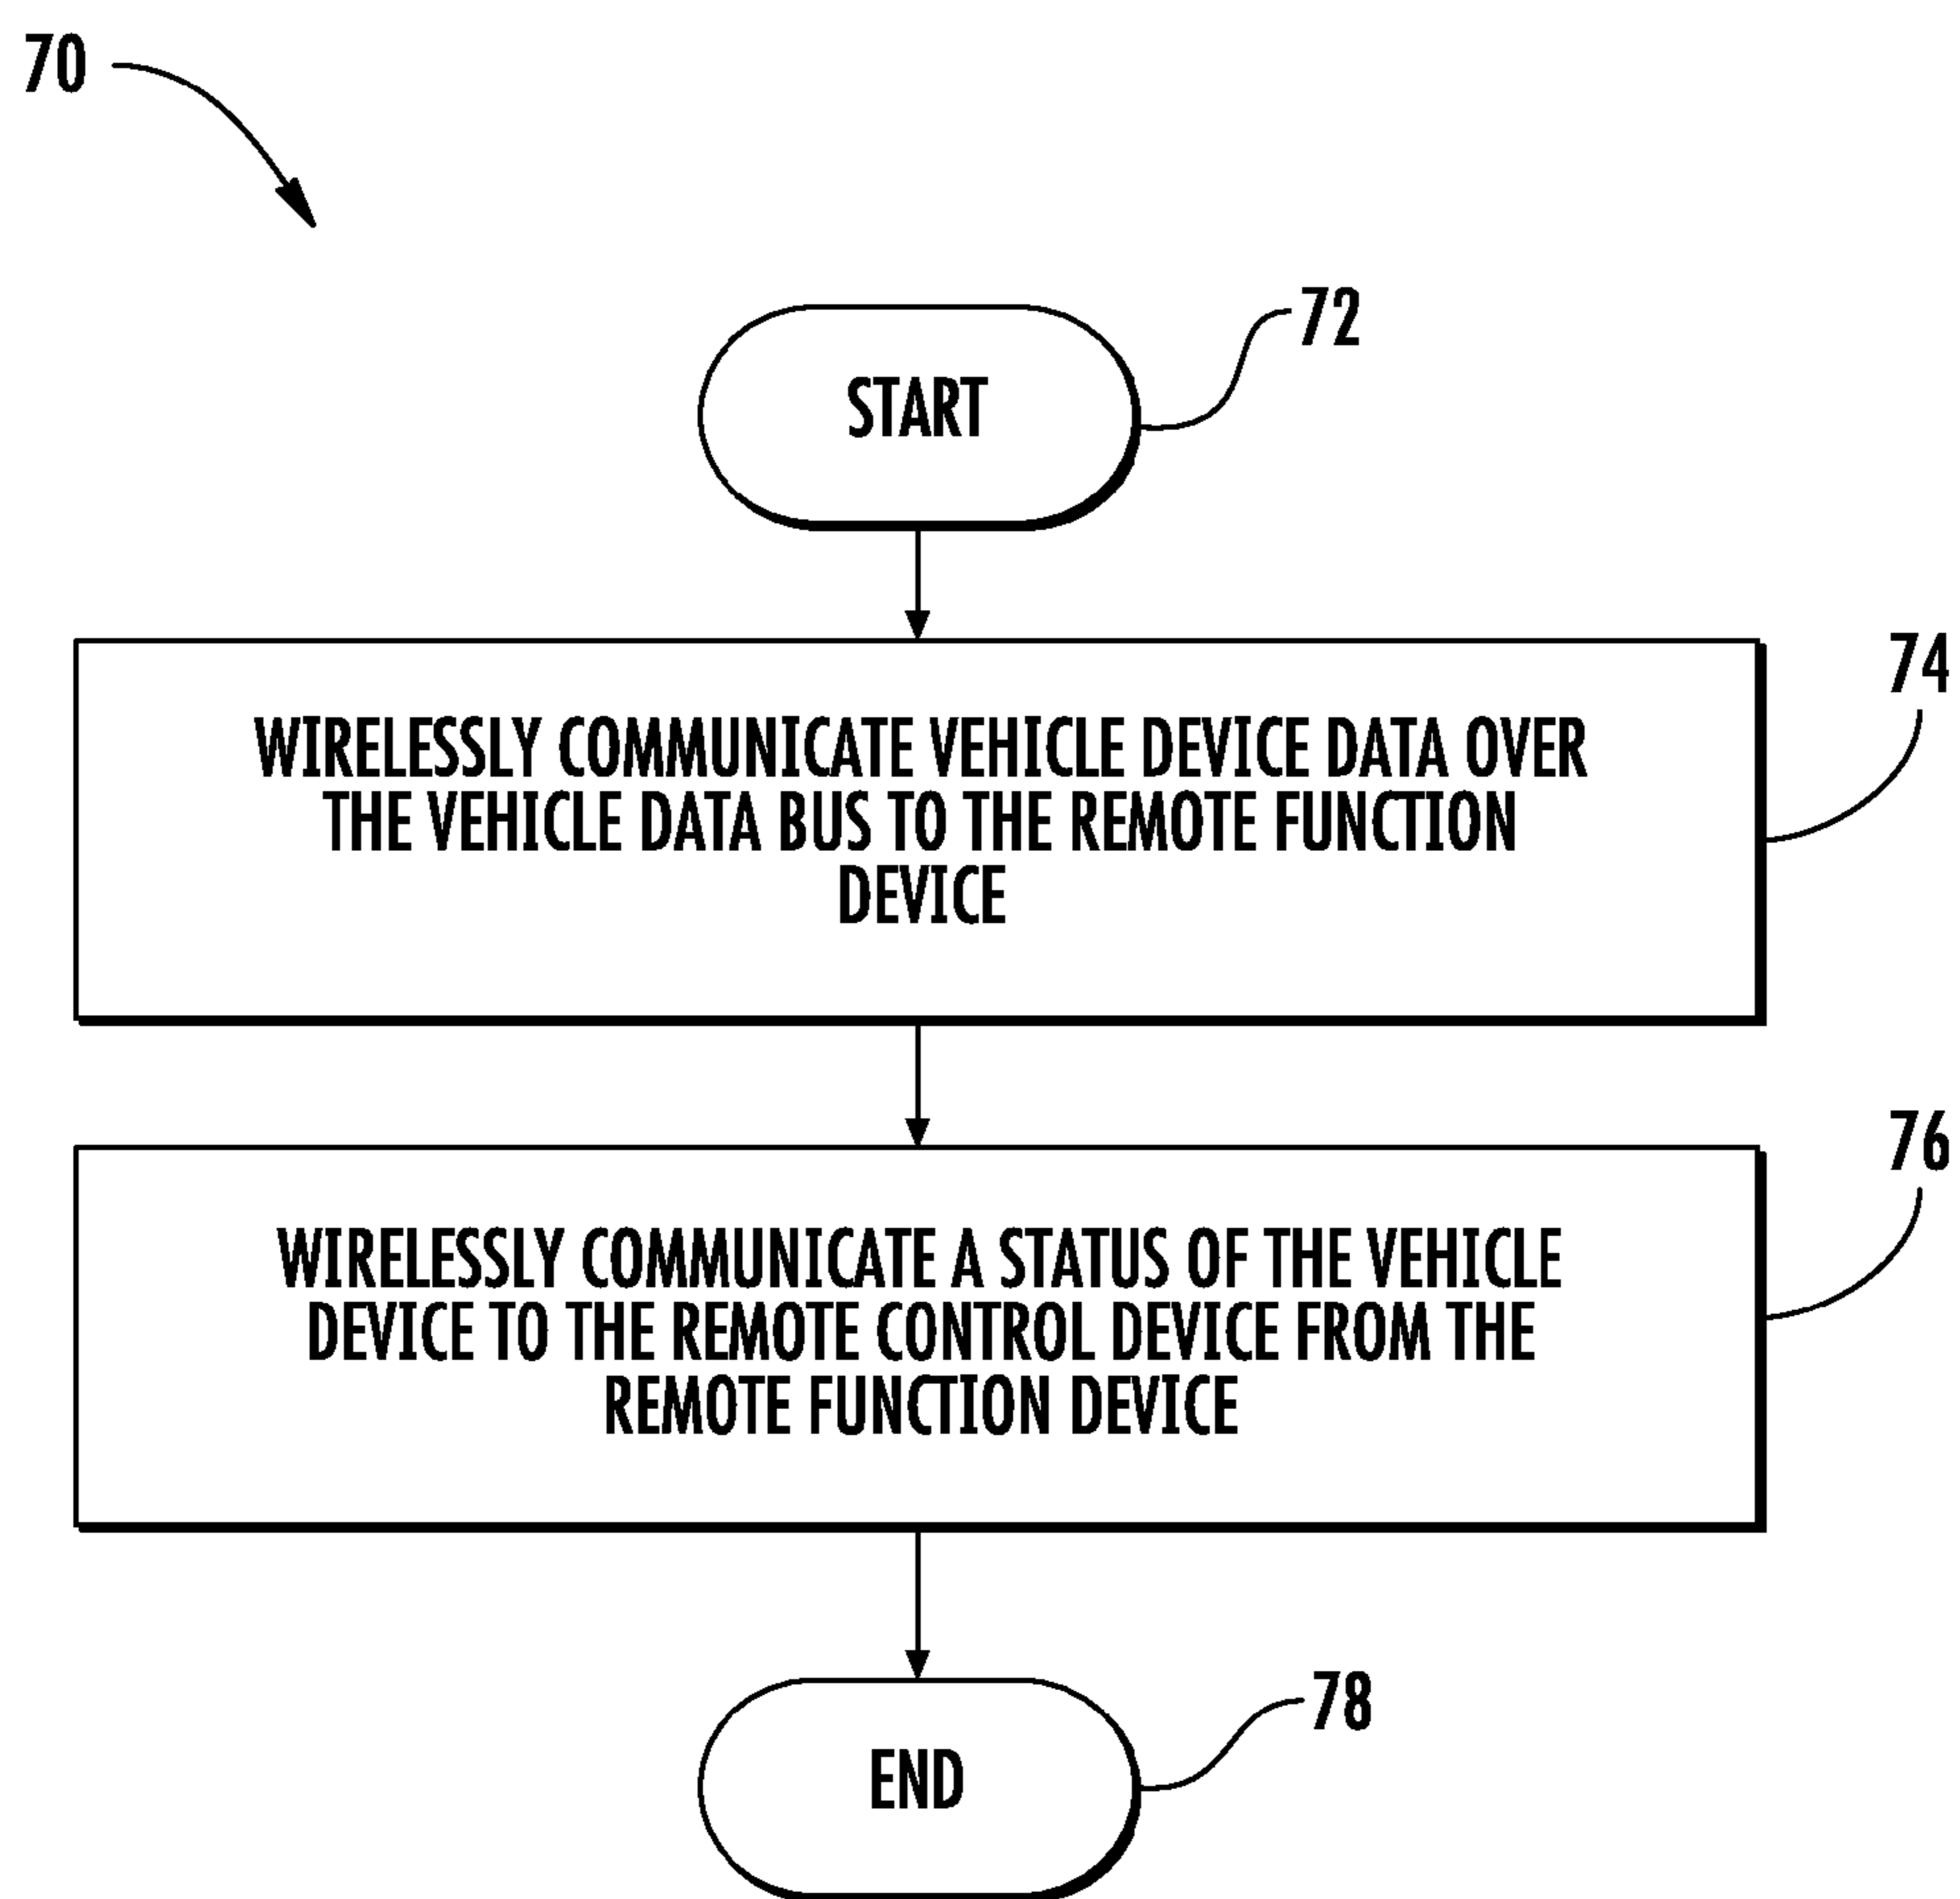 70
72
START
74
WIRELESSLY COMMUNICATE VEHICLE DEVICE DATA OVER
THE VEHICLE DATA BUS TO THE REMOTE FUNCTION
DEVICE
76
WIRELESSLY COMMUNICATE A STATUS OF THE VEHICLE
DEVICE TO THE REMOTE CONTROL DEVICE FROM THE
REMOTE FUNCTION DEVICE
78
END